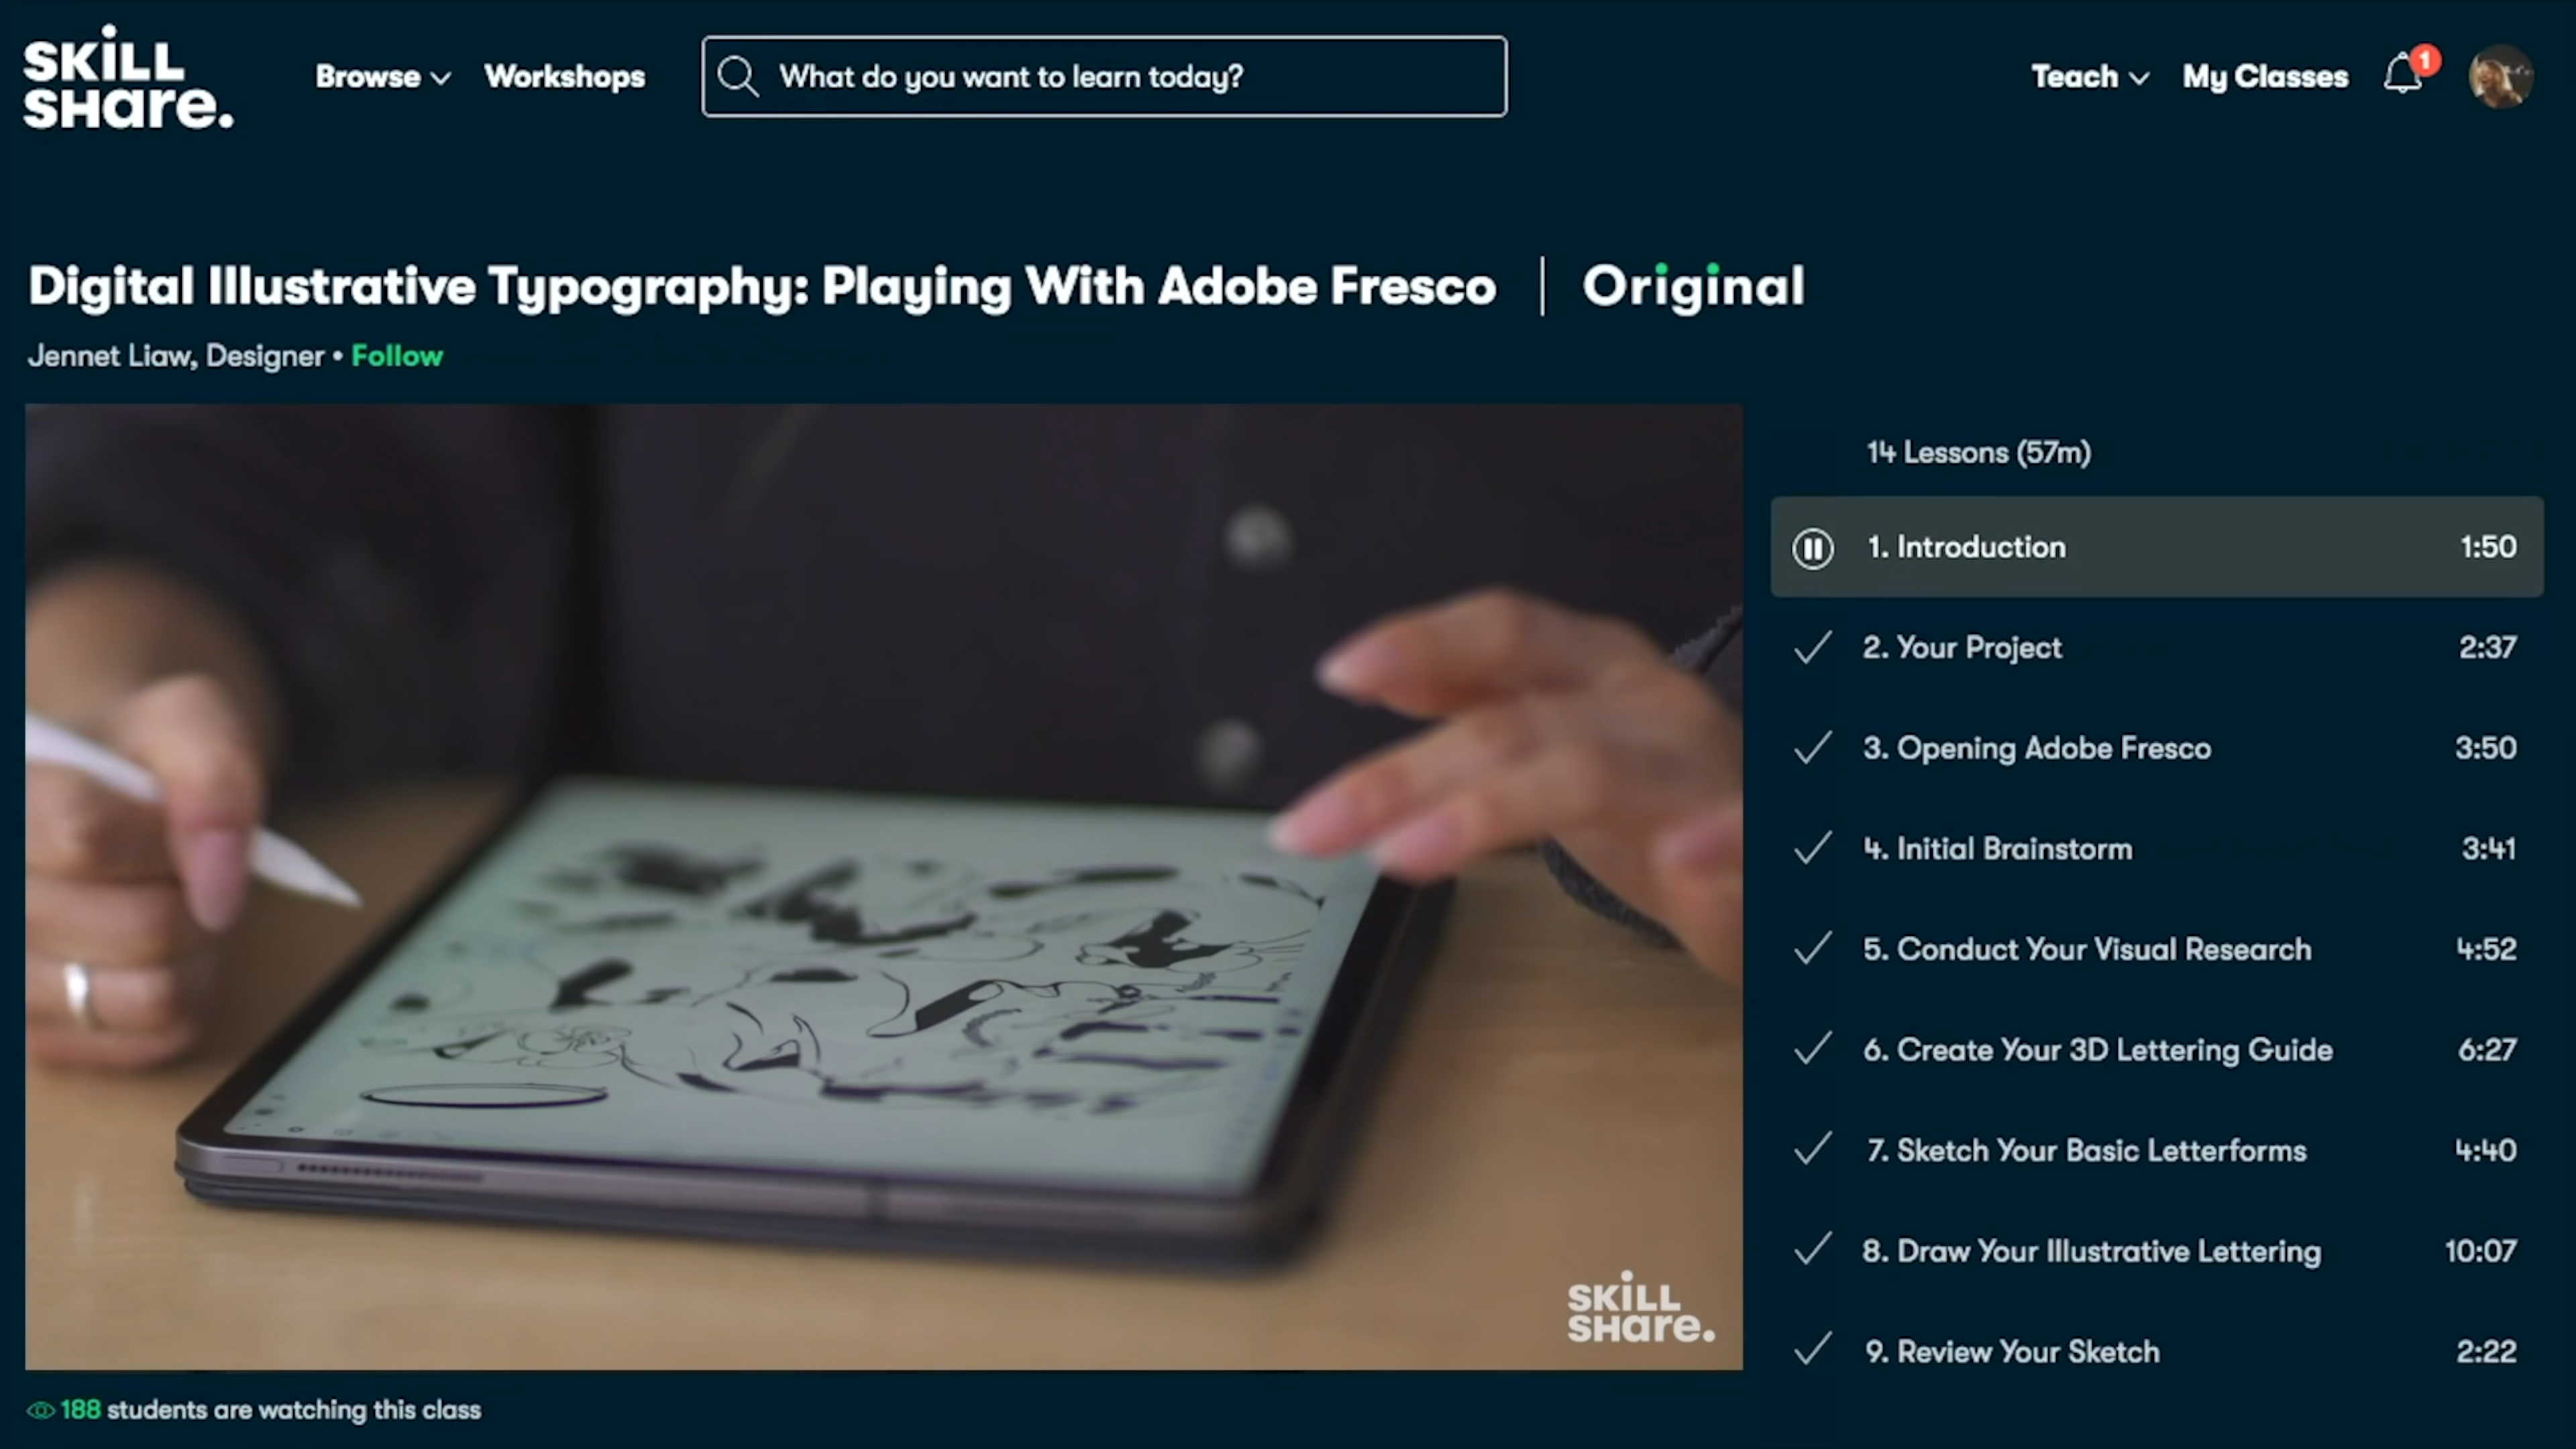 SKiLL
SHare.
Browse
Workshops
What do you want to learn today?
Teach
My Classes
1
Digital Illustrative Typography: Playing With Adobe Fresco | Original
Jennet Liaw, Designer • Follow
14 Lessons (57m)
1. Introduction 1:50
2. Your Project 2:37
3. Opening Adobe Fresco 3:50
4. Initial Brainstorm 3:41
5. Conduct Your Visual Research 4:52
6. Create Your 3D Lettering Guide 6:27
7. Sketch Your Basic Letterforms 4:40
8. Draw Your Illustrative Lettering 10:07
9. Review Your Sketch 2:22
SKiLL
SHare.
188 students are watching this class